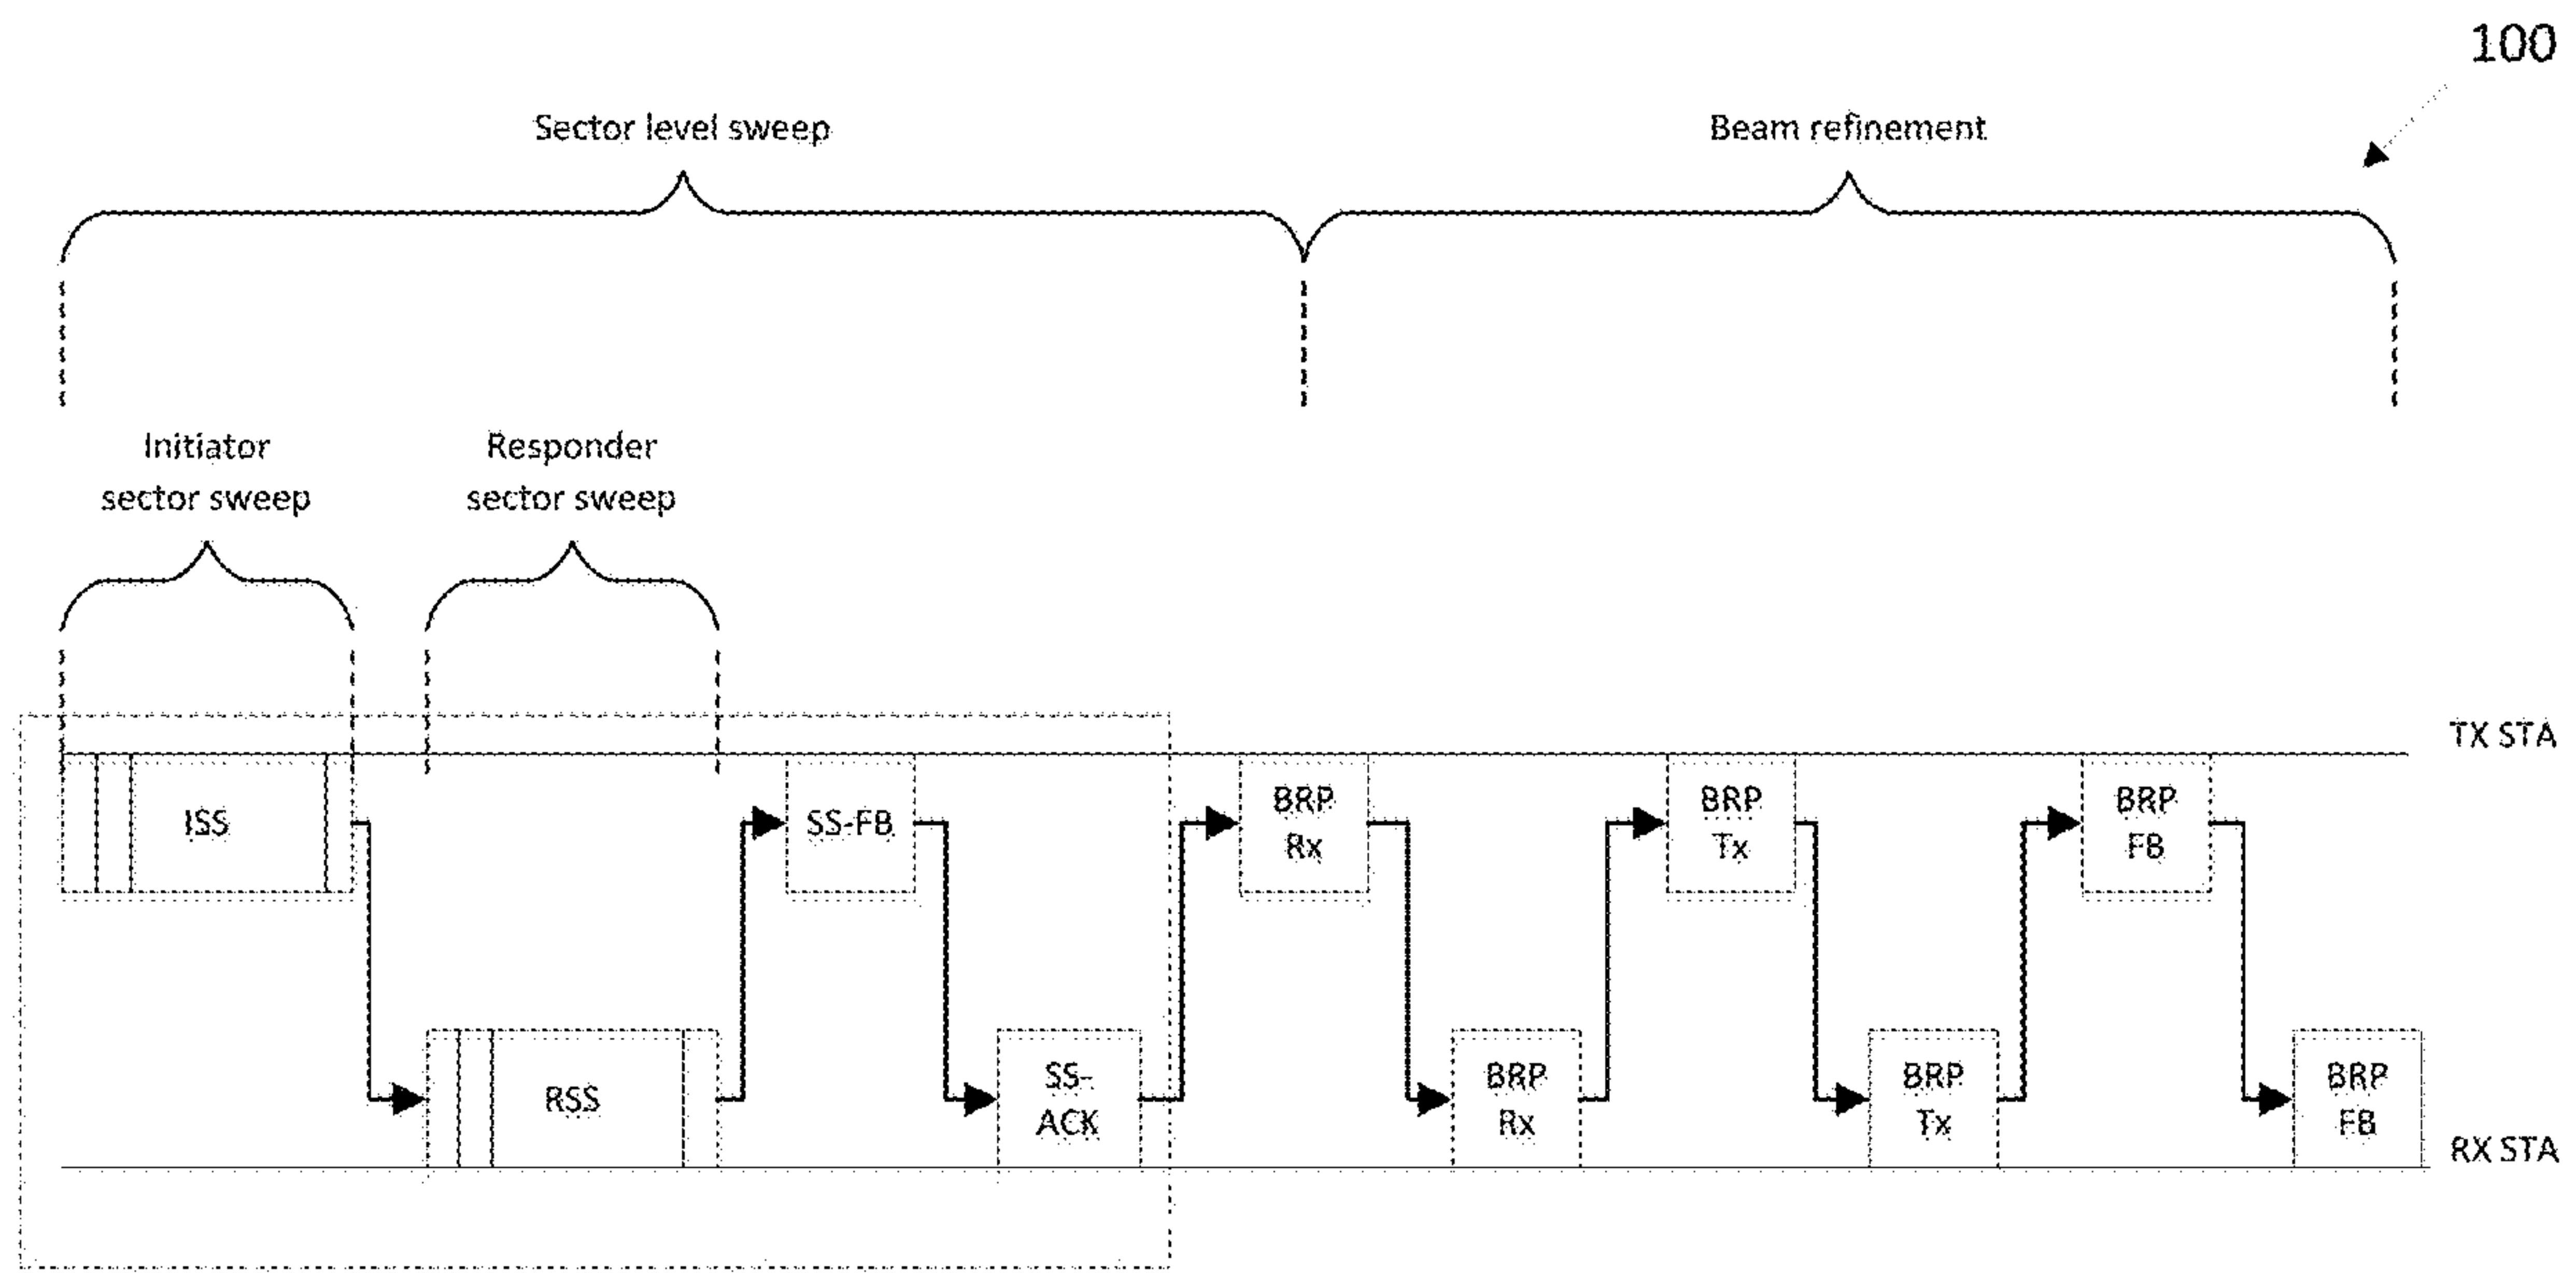 100
Sector level sweep
Beam refinement
Initiator
sector sweep
Responder
sector sweep
TX STA
ISS
SS-FB
BRP
Rx
BRP
Tx
BRP
FB
RSS
SS-
ACK
BRP
Rx
BRP
Tx
BRP
FB
RX STA